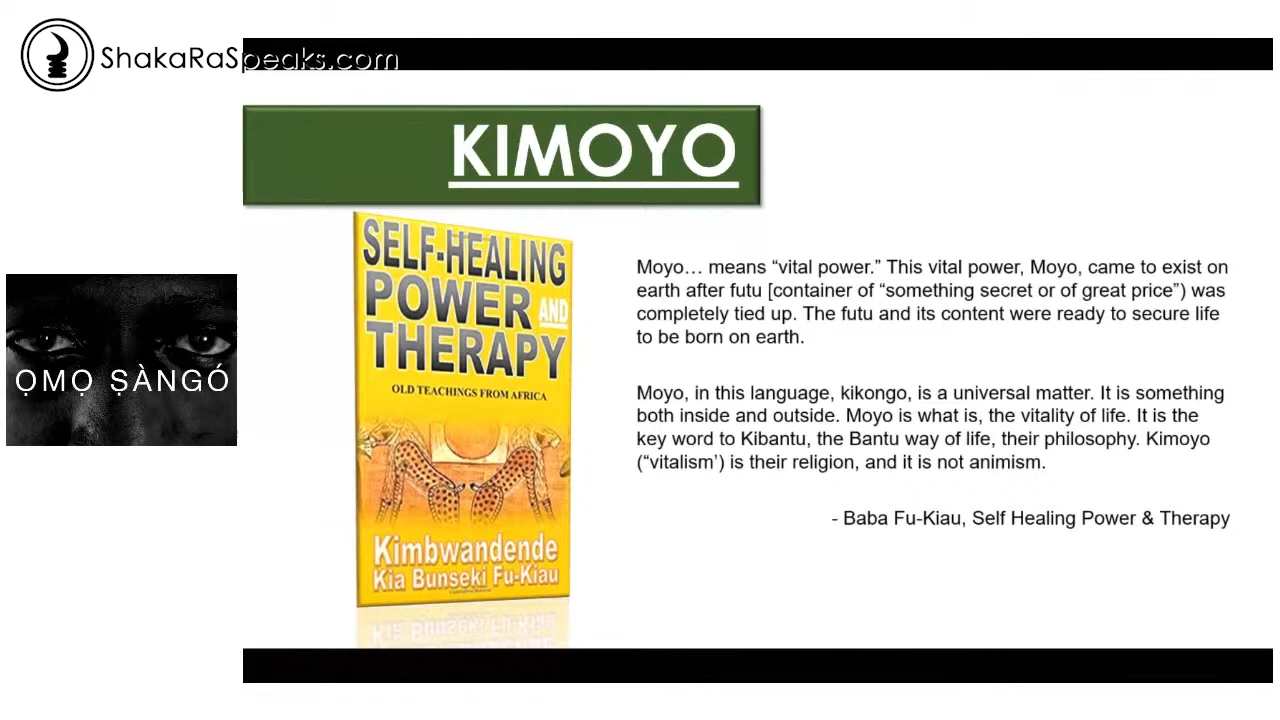 ShakaRaSpeaks.com
KIMOYO
SELF-HEALING
POWER AND
THERAPY
OLD TEACHINGS FROM AFRICA
Kimbwandende
Kia Bunseki Fu-Kiau
ỌMỌ ṢÀNGÓ
Moyo… means “vital power.” This vital power, Moyo, came to exist on
earth after futu [container of “something secret or of great price”) was
completely tied up. The futu and its content were ready to secure life
to be born on earth.
Moyo, in this language, kikongo, is a universal matter. It is something
both inside and outside. Moyo is what is, the vitality of life. It is the
key word to Kibantu, the Bantu way of life, their philosophy. Kimoyo
(“vitalism’) is their religion, and it is not animism.
- Baba Fu-Kiau, Self Healing Power & Therapy